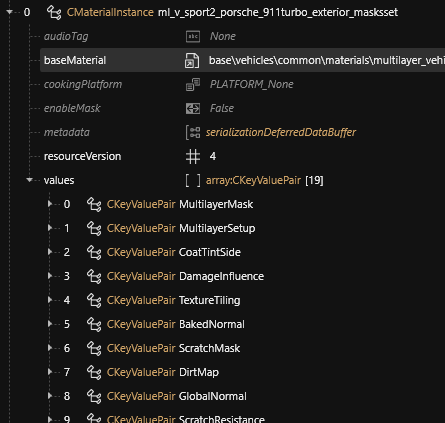 0 CMaterialInstance ml_v_sport2_porsche_911turbo_exterior_masksset
audioTag abc None
baseMaterial base\vehicles\common\materials\multilayer_vehi
cookingPlatform PLATFORM_None
enableMask False
metadata serializationDeferredDataBuffer
resourceVersion 4
values [ ] array:CKeyValuePair [19]
0 CKeyValuePair MultilayerMask
1 CKeyValuePair MultilayerSetup
2 CKeyValuePair CoatTintSide
3 CKeyValuePair DamageInfluence
4 CKeyValuePair TextureTiling
5 CKeyValuePair BakedNormal
6 CKeyValuePair ScratchMask
7 CKeyValuePair DirtMap
8 CKeyValuePair GlobalNormal
9 CKeyValuePair ScratchResistance